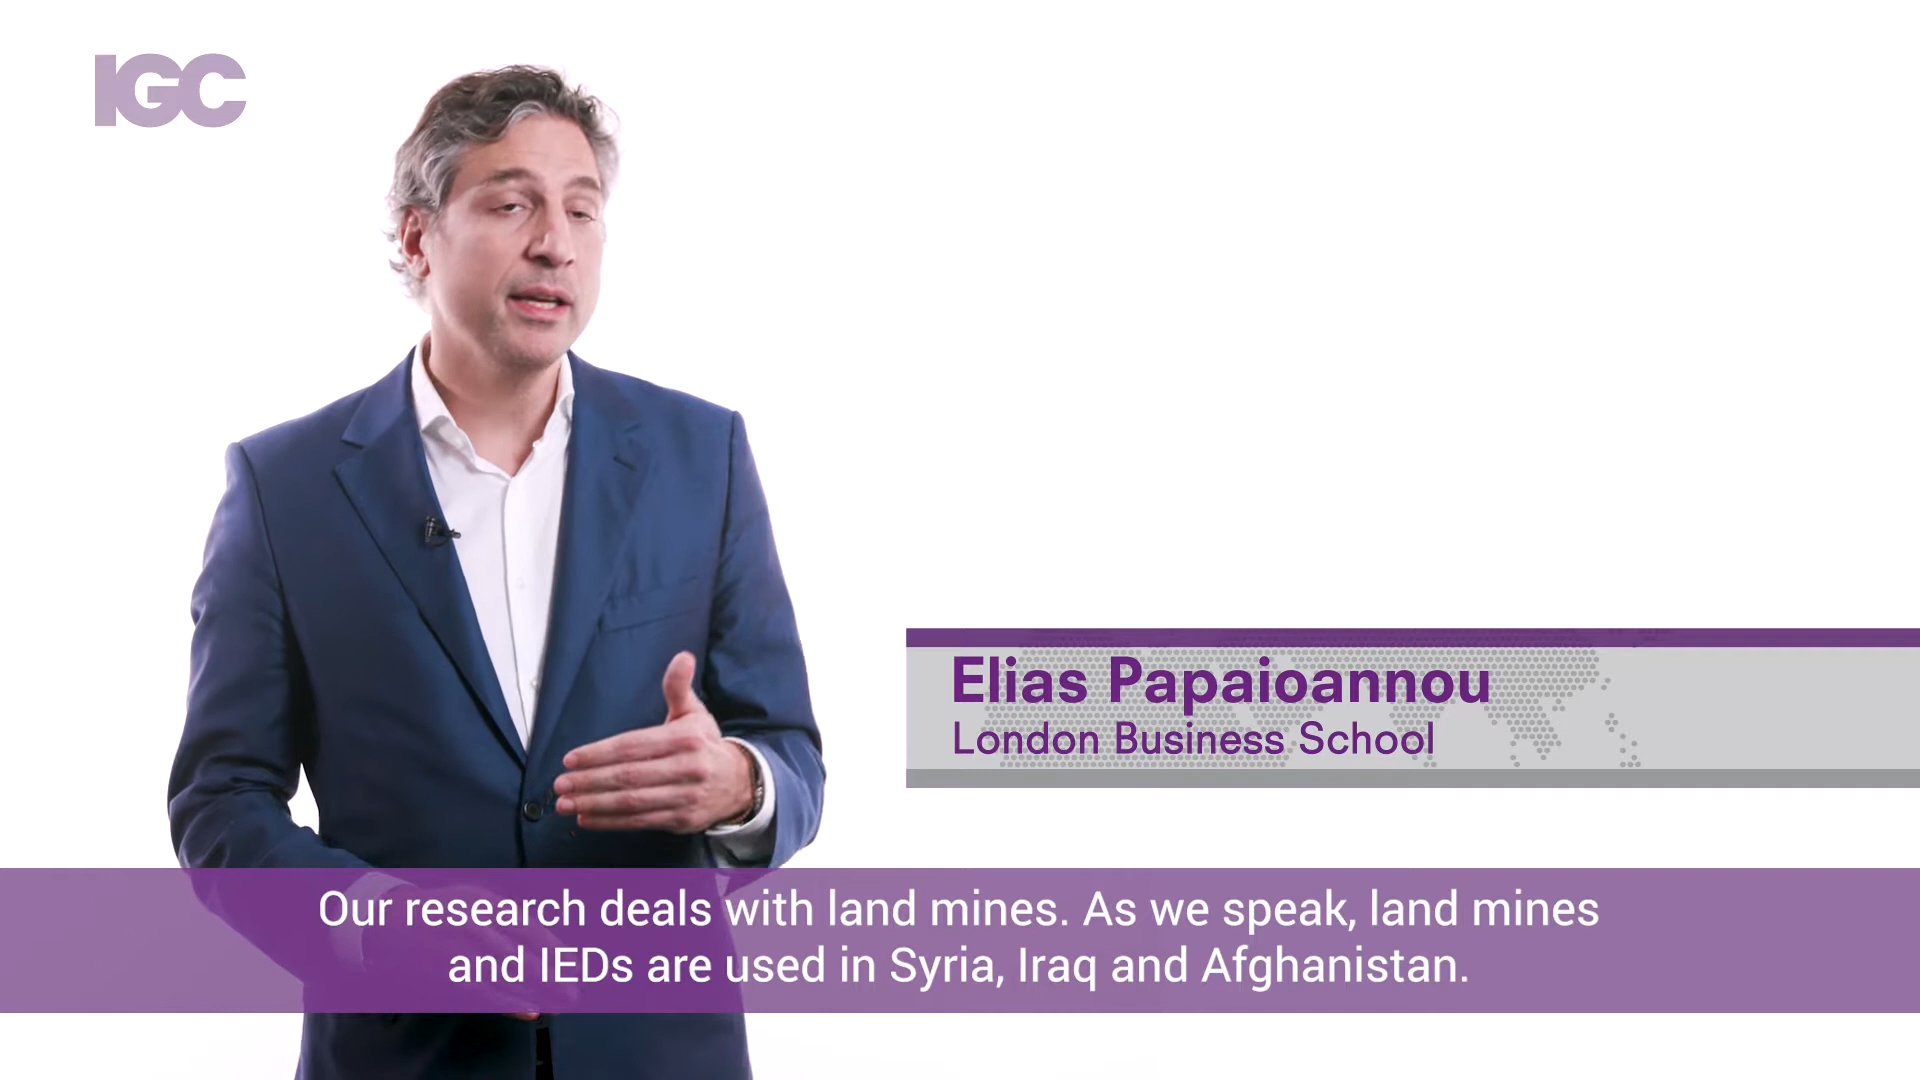 IGC
Elias Papaioannou
London Business School
Our research deals with land mines. As we speak, land mines
and IEDs are used in Syria, Iraq and Afghanistan.